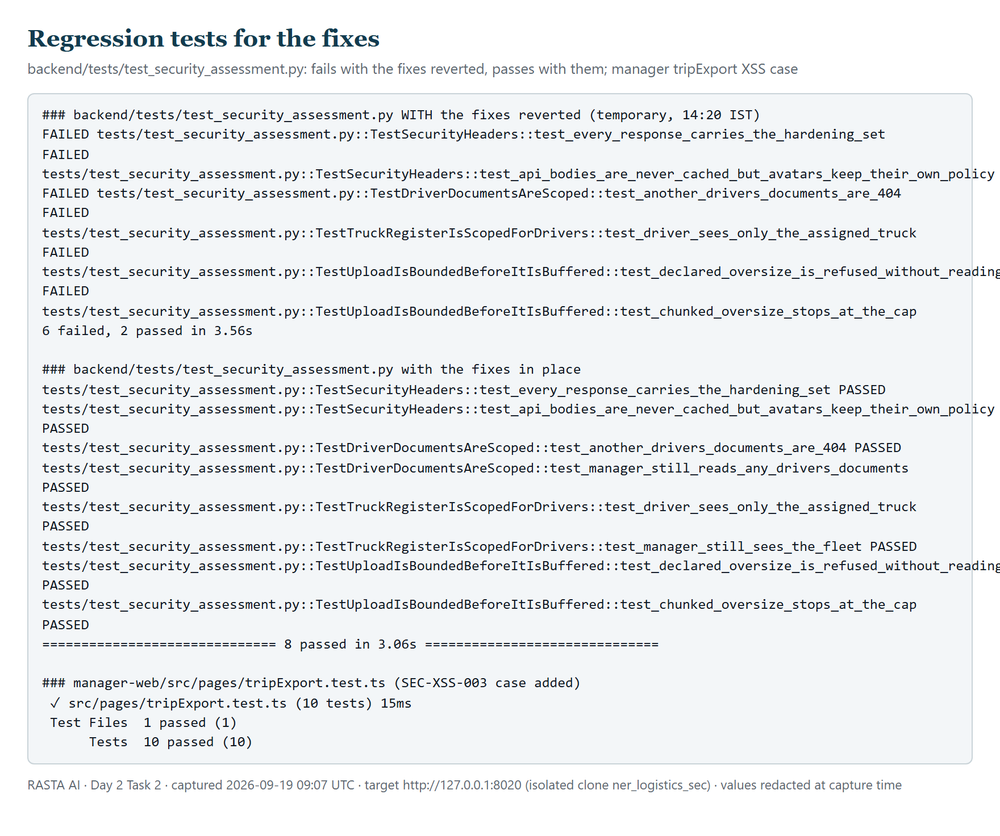 Regression tests for the fixes
backend/tests/test_security_assessment.py: fails with the fixes reverted, passes with them; manager tripExport XSS case
### backend/tests/test_security_assessment.py WITH the fixes reverted (temporary, 14:20 IST)
FAILED tests/test_security_assessment.py::TestSecurityHeaders::test_every_response_carries_the_hardening_set
FAILED
tests/test_security_assessment.py::TestSecurityHeaders::test_api_bodies_are_never_cached_but_avatars_keep_their_own_policy
FAILED tests/test_security_assessment.py::TestDriverDocumentsAreScoped::test_another_drivers_documents_are_404
FAILED
tests/test_security_assessment.py::TestTruckRegisterIsScopedForDrivers::test_driver_sees_only_the_assigned_truck
FAILED
tests/test_security_assessment.py::TestUploadIsBoundedBeforeItIsBuffered::test_declared_oversize_is_refused_without_reading
FAILED
tests/test_security_assessment.py::TestUploadIsBoundedBeforeItIsBuffered::test_chunked_oversize_stops_at_the_cap
6 failed, 2 passed in 3.56s
### backend/tests/test_security_assessment.py with the fixes in place
tests/test_security_assessment.py::TestSecurityHeaders::test_every_response_carries_the_hardening_set PASSED
tests/test_security_assessment.py::TestSecurityHeaders::test_api_bodies_are_never_cached_but_avatars_keep_their_own_policy
PASSED
tests/test_security_assessment.py::TestDriverDocumentsAreScoped::test_another_drivers_documents_are_404 PASSED
tests/test_security_assessment.py::TestDriverDocumentsAreScoped::test_manager_still_reads_any_drivers_documents
PASSED
tests/test_security_assessment.py::TestTruckRegisterIsScopedForDrivers::test_driver_sees_only_the_assigned_truck
PASSED
tests/test_security_assessment.py::TestTruckRegisterIsScopedForDrivers::test_manager_still_sees_the_fleet PASSED
tests/test_security_assessment.py::TestUploadIsBoundedBeforeItIsBuffered::test_declared_oversize_is_refused_without_reading
PASSED
tests/test_security_assessment.py::TestUploadIsBoundedBeforeItIsBuffered::test_chunked_oversize_stops_at_the_cap
PASSED
============================== 8 passed in 3.06s ==============================
### manager-web/src/pages/tripExport.test.ts (SEC-XSS-003 case added)
✓ src/pages/tripExport.test.ts (10 tests) 15ms
Test Files  1 passed (1)
Tests  10 passed (10)
RASTA AI · Day 2 Task 2 · captured 2026-09-19 09:07 UTC · target http://127.0.0.1:8020 (isolated clone ner_logistics_sec) · values redacted at capture time